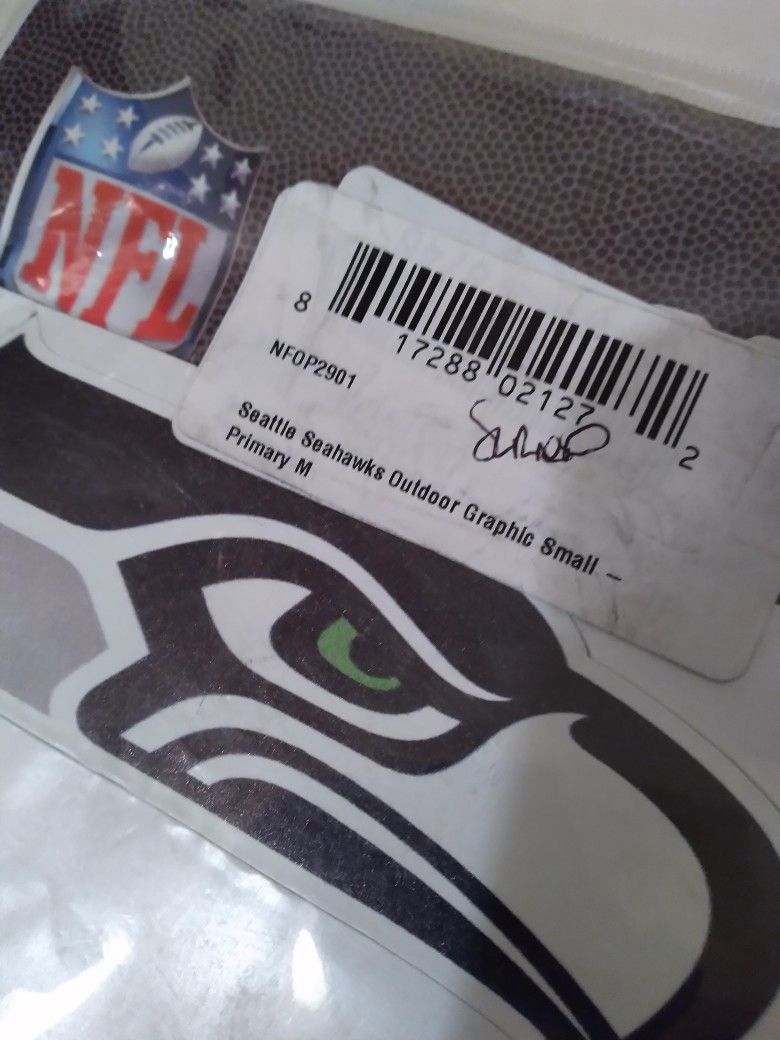 NFL
8 17288 02127 2
NFOP2901
Seattle Seahawks Outdoor Graphic Small –
Primary M